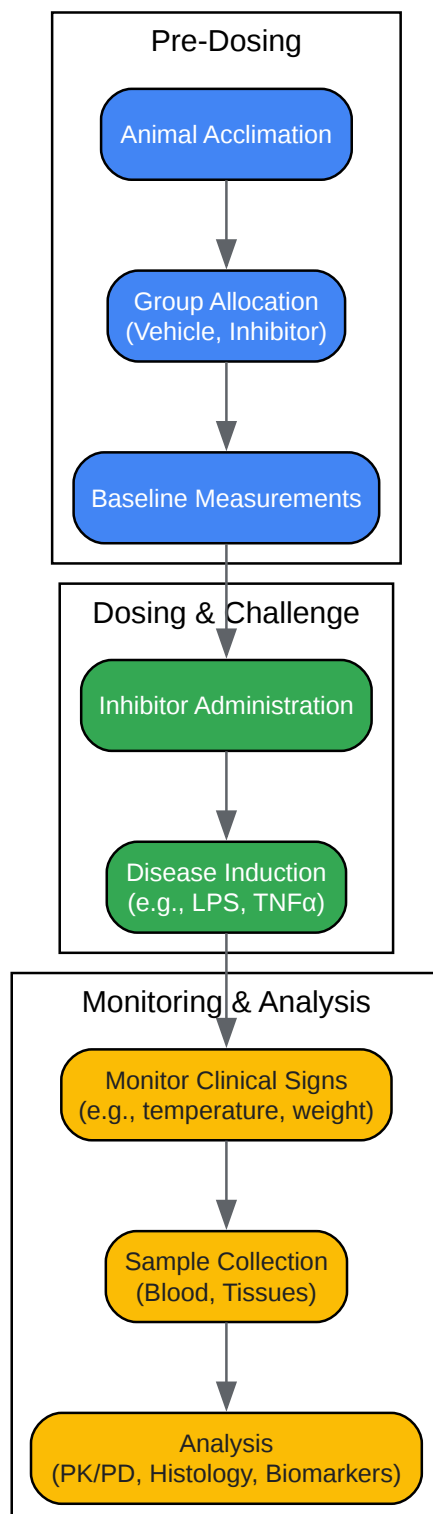 Pre-Dosing
Animal Acclimation
Group Allocation
(Vehicle, Inhibitor)
Baseline Measurements
Dosing & Challenge
Inhibitor Administration
Disease Induction
(e.g., LPS, TNFα)
Monitoring & Analysis
Monitor Clinical Signs
(e.g., temperature, weight)
Sample Collection
(Blood, Tissues)
Analysis
(PK/PD, Histology, Biomarkers)